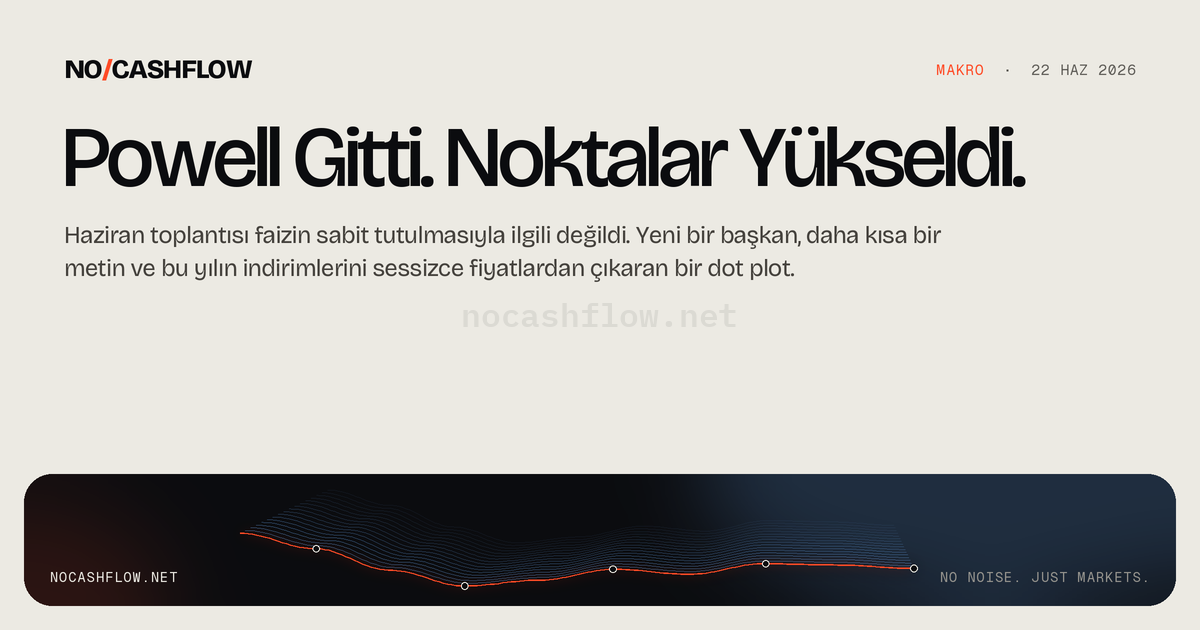 NO/CASHFLOW
MAKRO · 22 HAZ 2026
Powell Gitti. Noktalar Yükseldi.
Haziran toplantısı faizin sabit tutulmasıyla ilgili değildi. Yeni bir başkan, daha kısa bir
metin ve bu yılın indirimlerini sessizce fiyatlardan çıkaran bir dot plot.
nocashflow.net
NOCASHFLOW.NET
NO NOISE. JUST MARKETS.